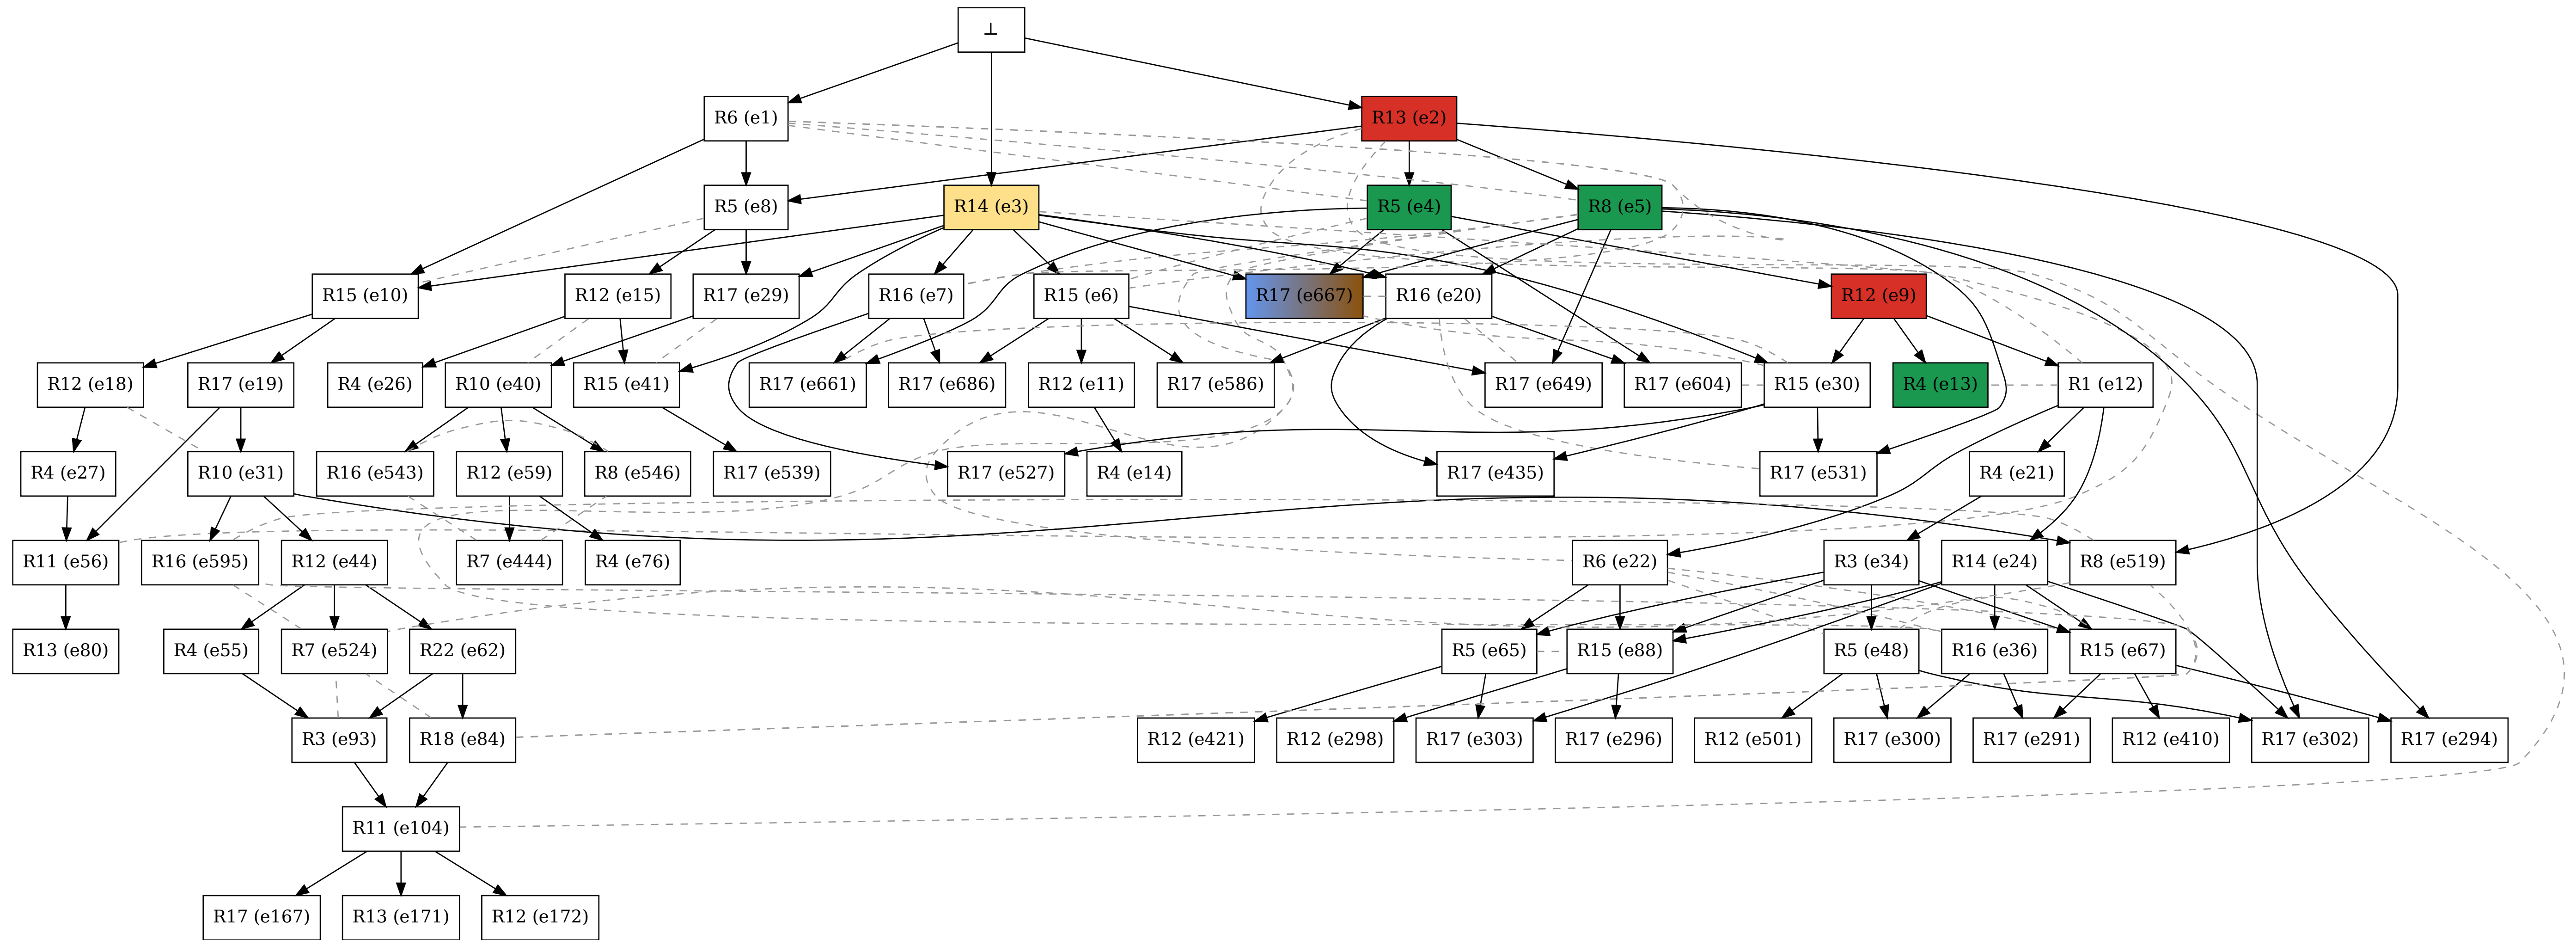 ⊥
R6 (e1)
R13 (e2)
R5 (e8)
R14 (e3)
R5 (e4)
R8 (e5)
R15 (e10)
R12 (e15)
R17 (e29)
R16 (e7)
R15 (e6)
R17 (e667)
R16 (e20)
R12 (e9)
R12 (e18)
R17 (e19)
R4 (e26)
R10 (e40)
R15 (e41)
R17 (e661)
R17 (e686)
R12 (e11)
R17 (e586)
R17 (e649)
R17 (e604)
R15 (e30)
R4 (e13)
R1 (e12)
R4 (e27)
R10 (e31)
R16 (e543)
R12 (e59)
R8 (e546)
R17 (e539)
R17 (e527)
R4 (e14)
R17 (e435)
R17 (e531)
R4 (e21)
R11 (e56)
R16 (e595)
R12 (e44)
R7 (e444)
R4 (e76)
R6 (e22)
R3 (e34)
R14 (e24)
R8 (e519)
R13 (e80)
R4 (e55)
R7 (e524)
R22 (e62)
R5 (e65)
R15 (e88)
R5 (e48)
R16 (e36)
R15 (e67)
R3 (e93)
R18 (e84)
R12 (e421)
R12 (e298)
R17 (e303)
R17 (e296)
R12 (e501)
R17 (e300)
R17 (e291)
R12 (e410)
R17 (e302)
R17 (e294)
R11 (e104)
R17 (e167)
R13 (e171)
R12 (e172)